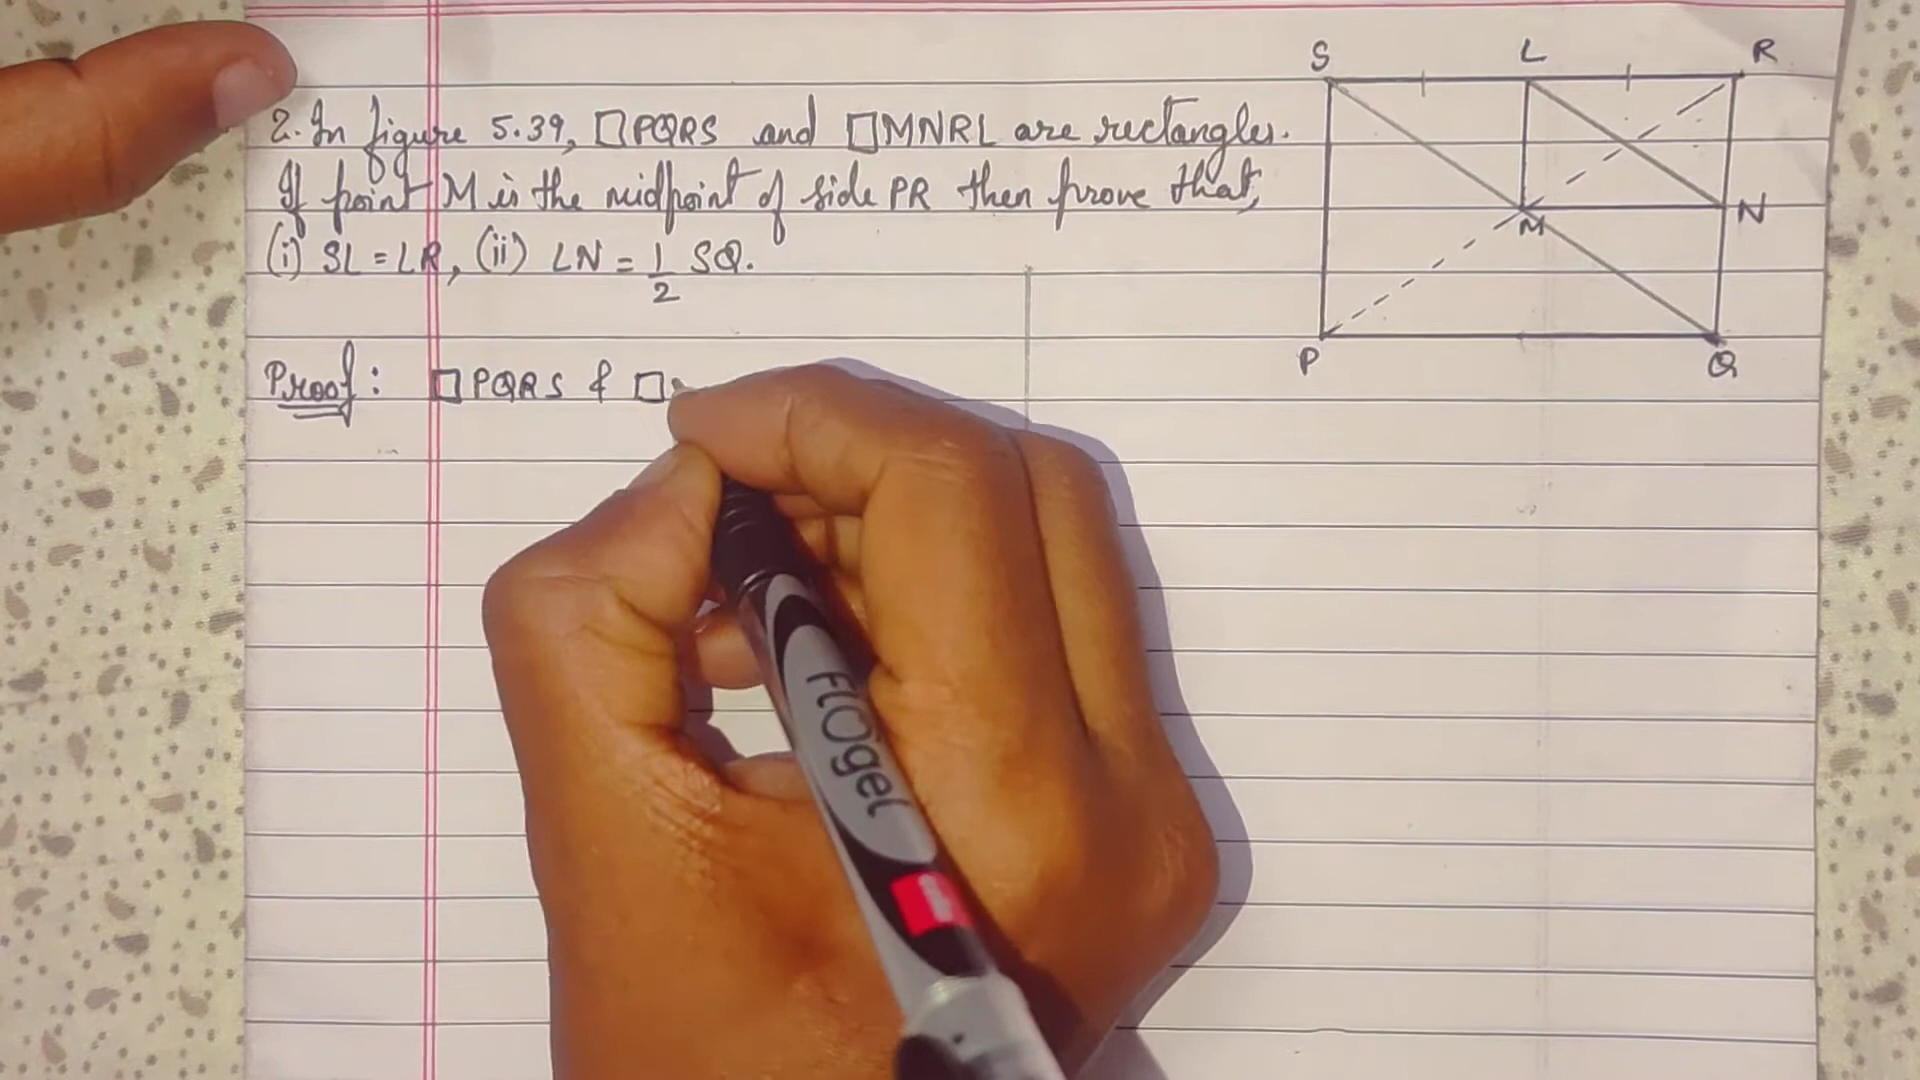 2. In figure 5.39, □PQRS and □MNRL are rectangles.
If point M is the midpoint of side PR then prove that,
(i) SL = LR, (ii) LN = 1/2 SQ.
Proof: □PQRS & □
S L R
M N
P Q
FLOgel